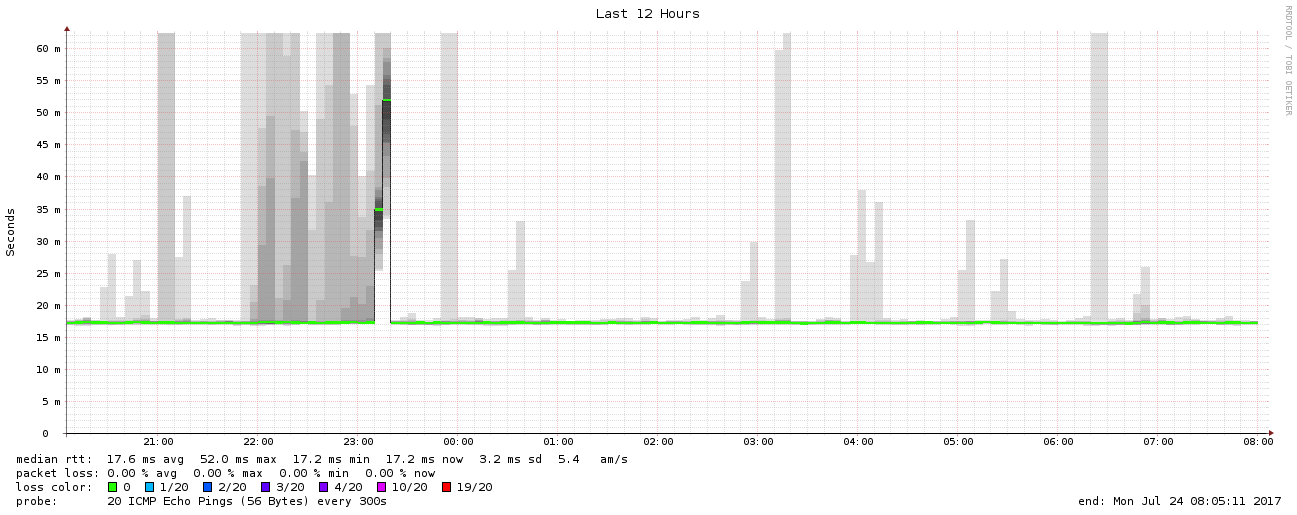 Last 12 Hours
RRDTOOL / TOBI OETIKER
Seconds
60 m
55 m
50 m
45 m
40 m
35 m
30 m
25 m
20 m
15 m
10 m
5 m
0
21:00 22:00 23:00 00:00 01:00 02:00 03:00 04:00 05:00 06:00 07:00 08:00
median rtt: 17.6 ms avg 52.0 ms max 17.2 ms min 17.2 ms now 3.2 ms sd 5.4 am/s
packet loss: 0.00 % avg 0.00 % max 0.00 % min 0.00 % now
loss color: 0 1/20 2/20 3/20 4/20 10/20 19/20
probe: 20 ICMP Echo Pings (56 Bytes) every 300s end: Mon Jul 24 08:05:11 2017